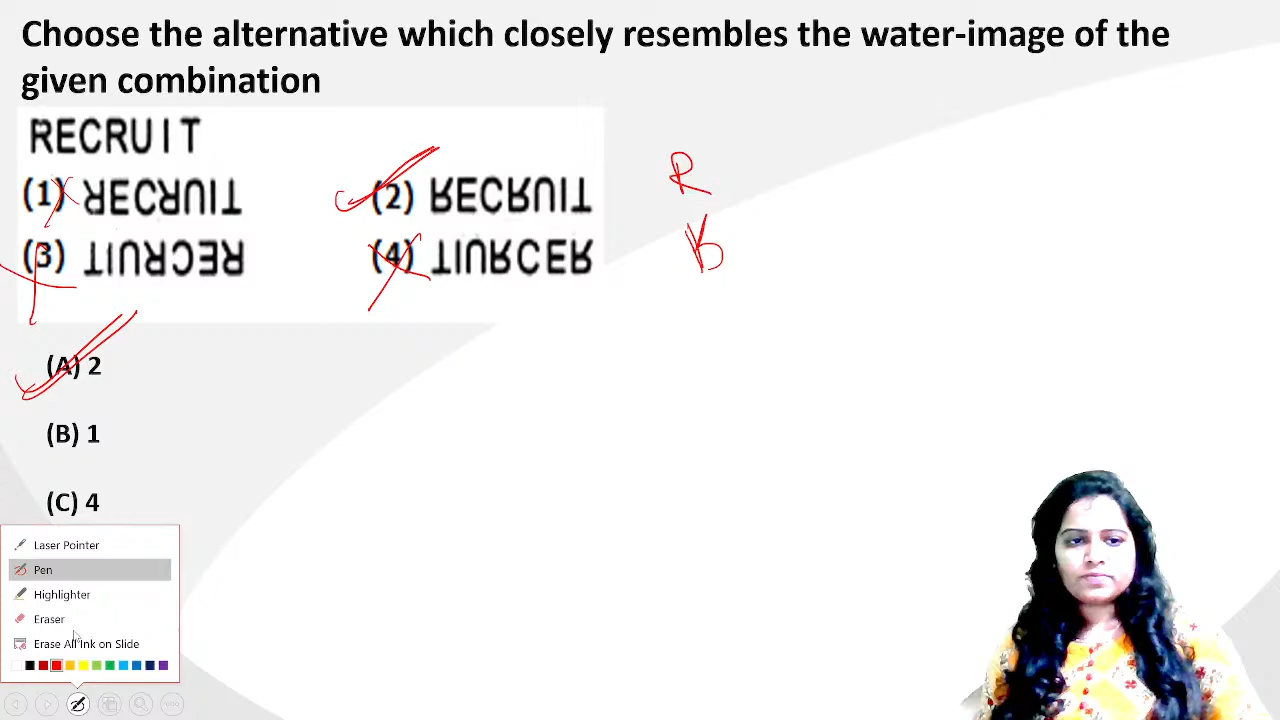 Choose the alternative which closely resembles the water-image of the
given combination
RECRUIT
(1) RECRUIT (2) RECRUIT
(3) TIURCER (4) TIURCER
R
(A) 2
(B) 1
(C) 4
Laser Pointer
Pen
Highlighter
Eraser
Erase All Ink on Slide